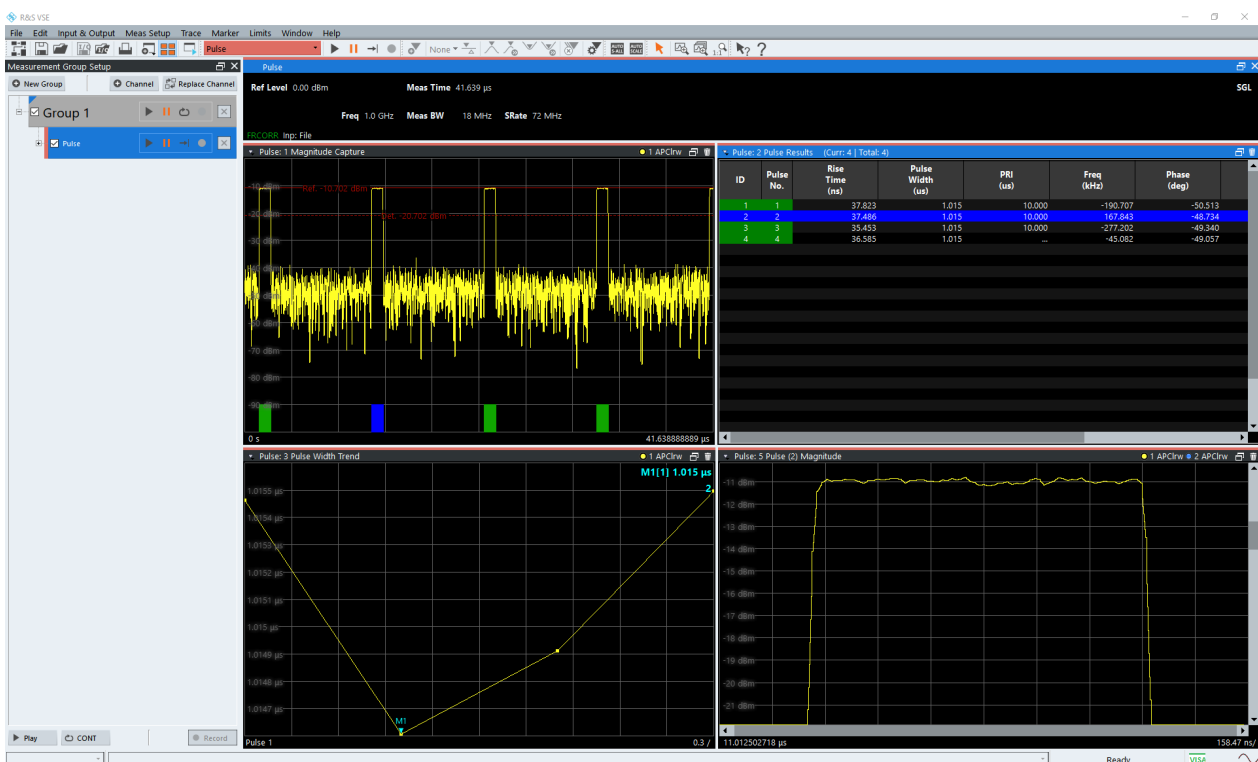 R&S VSE
File Edit Input & Output Meas Setup Trace Marker Limits Window Help
Pulse
None
Measurement Group Setup
New Group Channel Replace Channel
Group 1
Pulse
Play CONT Record
Pulse
Ref Level 0.00 dBm Meas Time 41.639 µs SGL
Freq 1.0 GHz Meas BW 18 MHz SRate 72 MHz
FRCORR Inp: File
Pulse: 1 Magnitude Capture 1 APClrw
-10 dBm
Ref. -10.702 dBm
-20 dBm
Ref. -20.702 dBm
-30 dBm
-70 dBm
-80 dBm
-90 dBm
0 s 41.638888889 µs
Pulse: 2 Pulse Results (Curr: 4 | Total: 4)
ID Pulse No. Rise Time (ns) Pulse Width (us) PRI (us) Freq (kHz) Phase (deg)
1 1 37.823 1.015 10.000 -190.707 -50.513
2 2 37.486 1.015 10.000 167.843 -48.734
3 3 35.453 1.015 10.000 -277.202 -49.340
4 4 36.585 1.015 ... -45.082 -49.057
Pulse: 3 Pulse Width Trend 1 APClrw
M1[1] 1.015 µs
2
1.0155 µs
1.0154 µs
1.0153 µs
1.0152 µs
1.0151 µs
1.015 µs
1.0149 µs
1.0148 µs
1.0147 µs
M1
Pulse 1 0.3 /
Pulse: 5 Pulse (2) Magnitude 1 APClrw 2 APClrw
-11 dBm
-12 dBm
-13 dBm
-14 dBm
-15 dBm
-16 dBm
-17 dBm
-18 dBm
-19 dBm
-20 dBm
-21 dBm
11.012502718 µs 158.47 ns/
Ready VISA